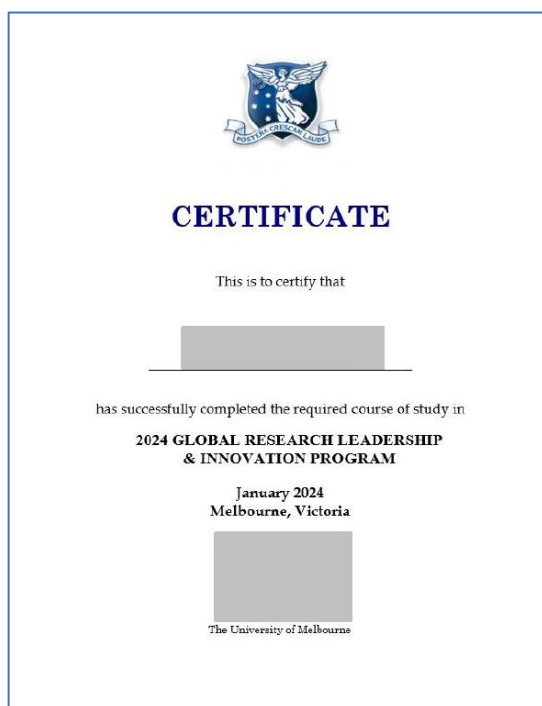 POSTERA CRESCAM LAUDE
CERTIFICATE
This is to certify that
has successfully completed the required course of study in
2024 GLOBAL RESEARCH LEADERSHIP
& INNOVATION PROGRAM
January 2024
Melbourne, Victoria
The University of Melbourne